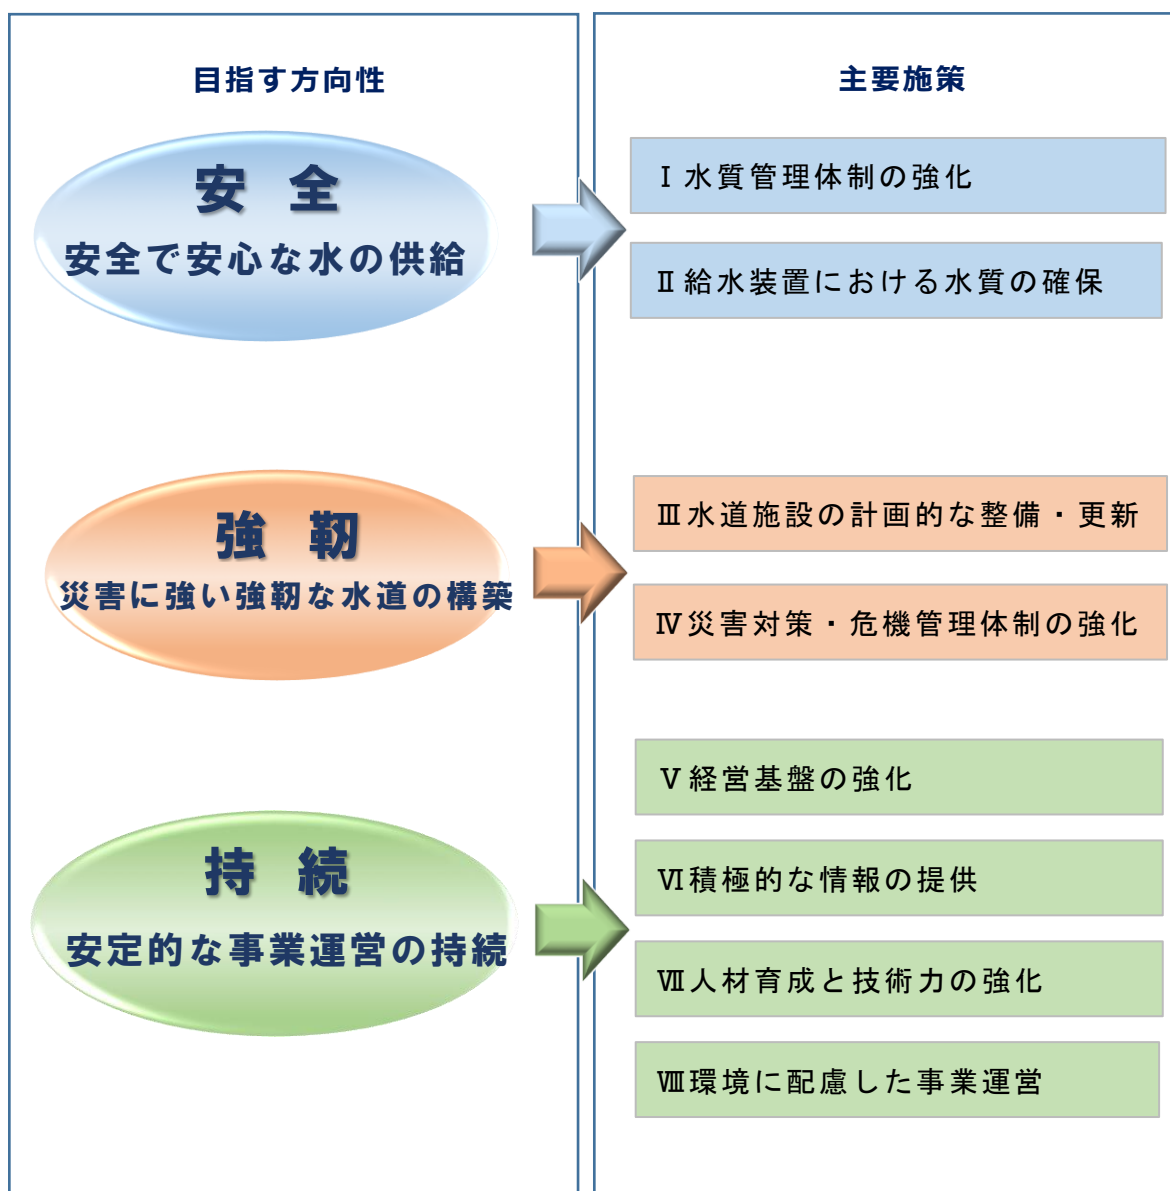 目指す方向性
安 全
安全で安心な水の供給
強 靭
災害に強い強靭な水道の構築
持 続
安定的な事業運営の持続
主要施策
Ⅰ水質管理体制の強化
Ⅱ給水装置における水質の確保
Ⅲ水道施設の計画的な整備・更新
Ⅳ災害対策・危機管理体制の強化
Ⅴ経営基盤の強化
Ⅵ積極的な情報の提供
Ⅶ人材育成と技術力の強化
Ⅷ環境に配慮した事業運営